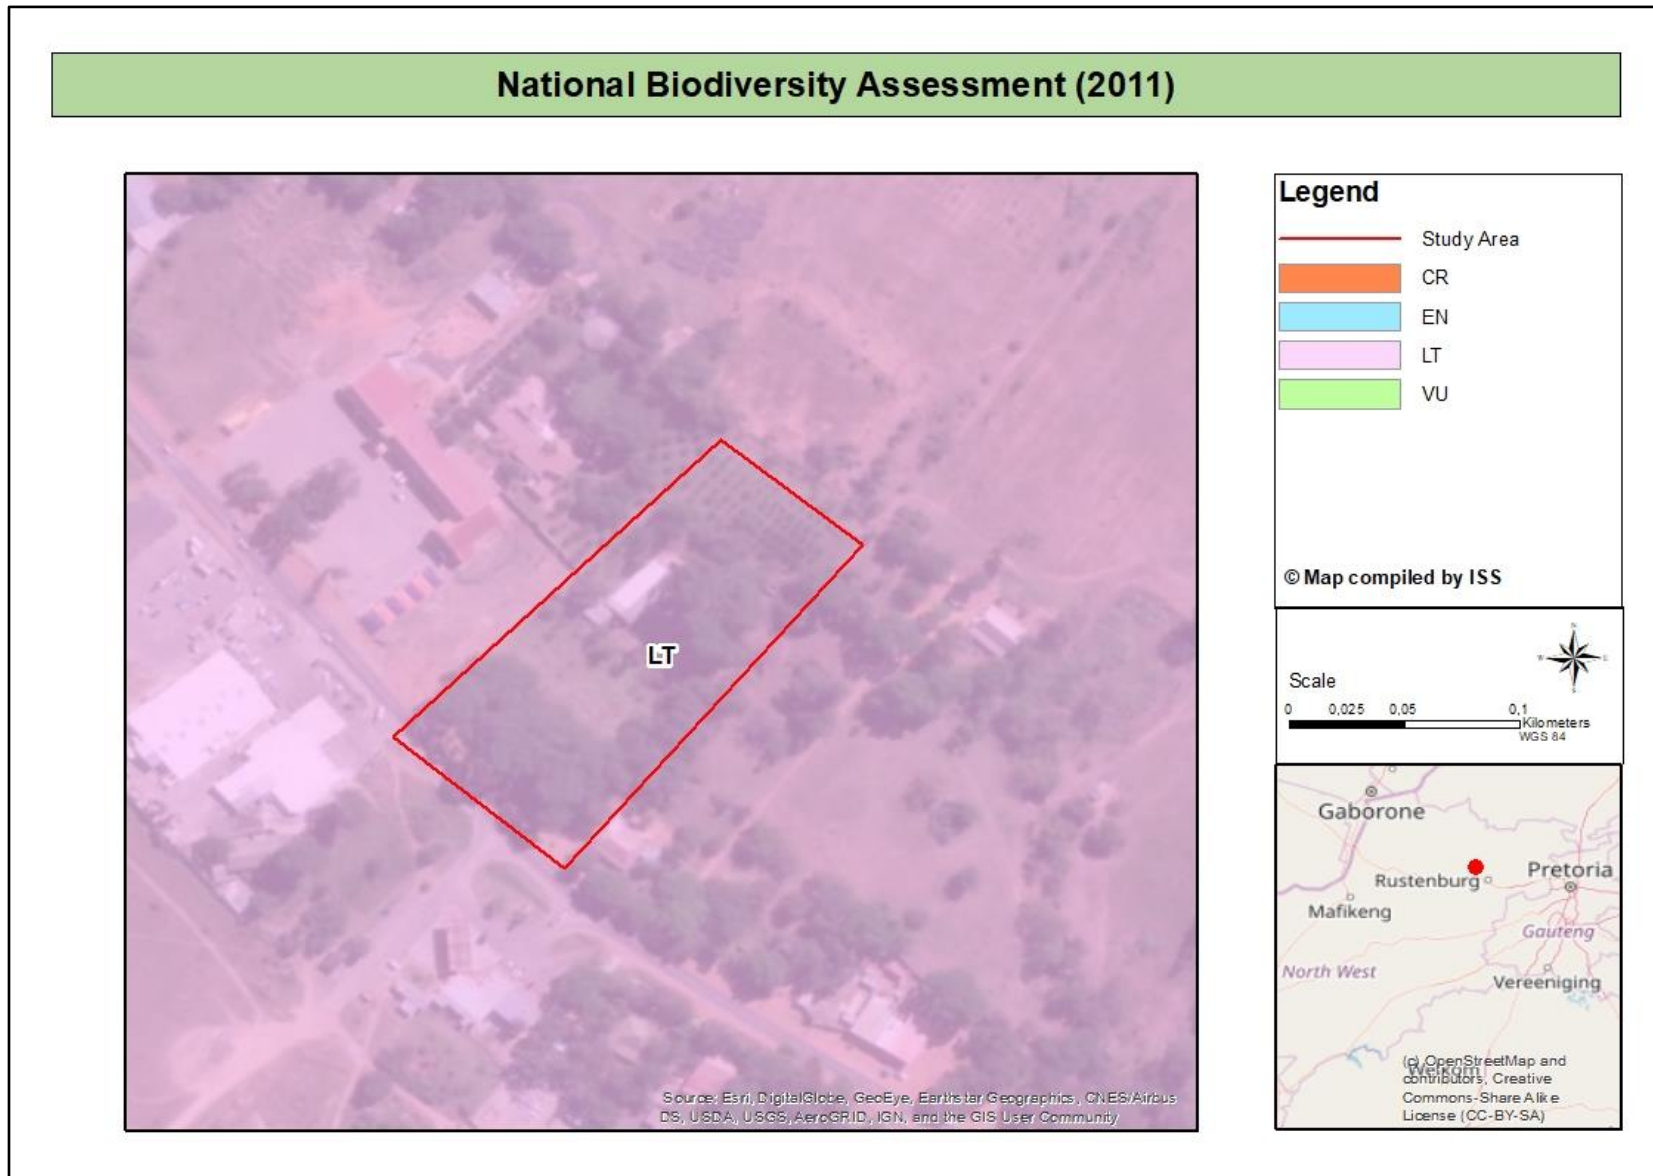 National Biodiversity Assessment (2011)
LT
Source: Esri, DigitalGlobe, GeoEye, Earthstar Geographics, CNES/Airbus
DS, USDA, USGS, AeroGRID, IGN, and the GIS User Community
Legend
Study Area
CR
EN
LT
VU
© Map compiled by ISS
N
W
E
S
Scale
0 0,025 0,05 0,1
Kilometers
WGS 84
Gaborone
Rustenburg
Pretoria
Mafikeng
Gauteng
North West
Vereeniging
Welkom
(c) OpenStreetMap and
contributors, Creative
Commons-Share Alike
License (CC-BY-SA)